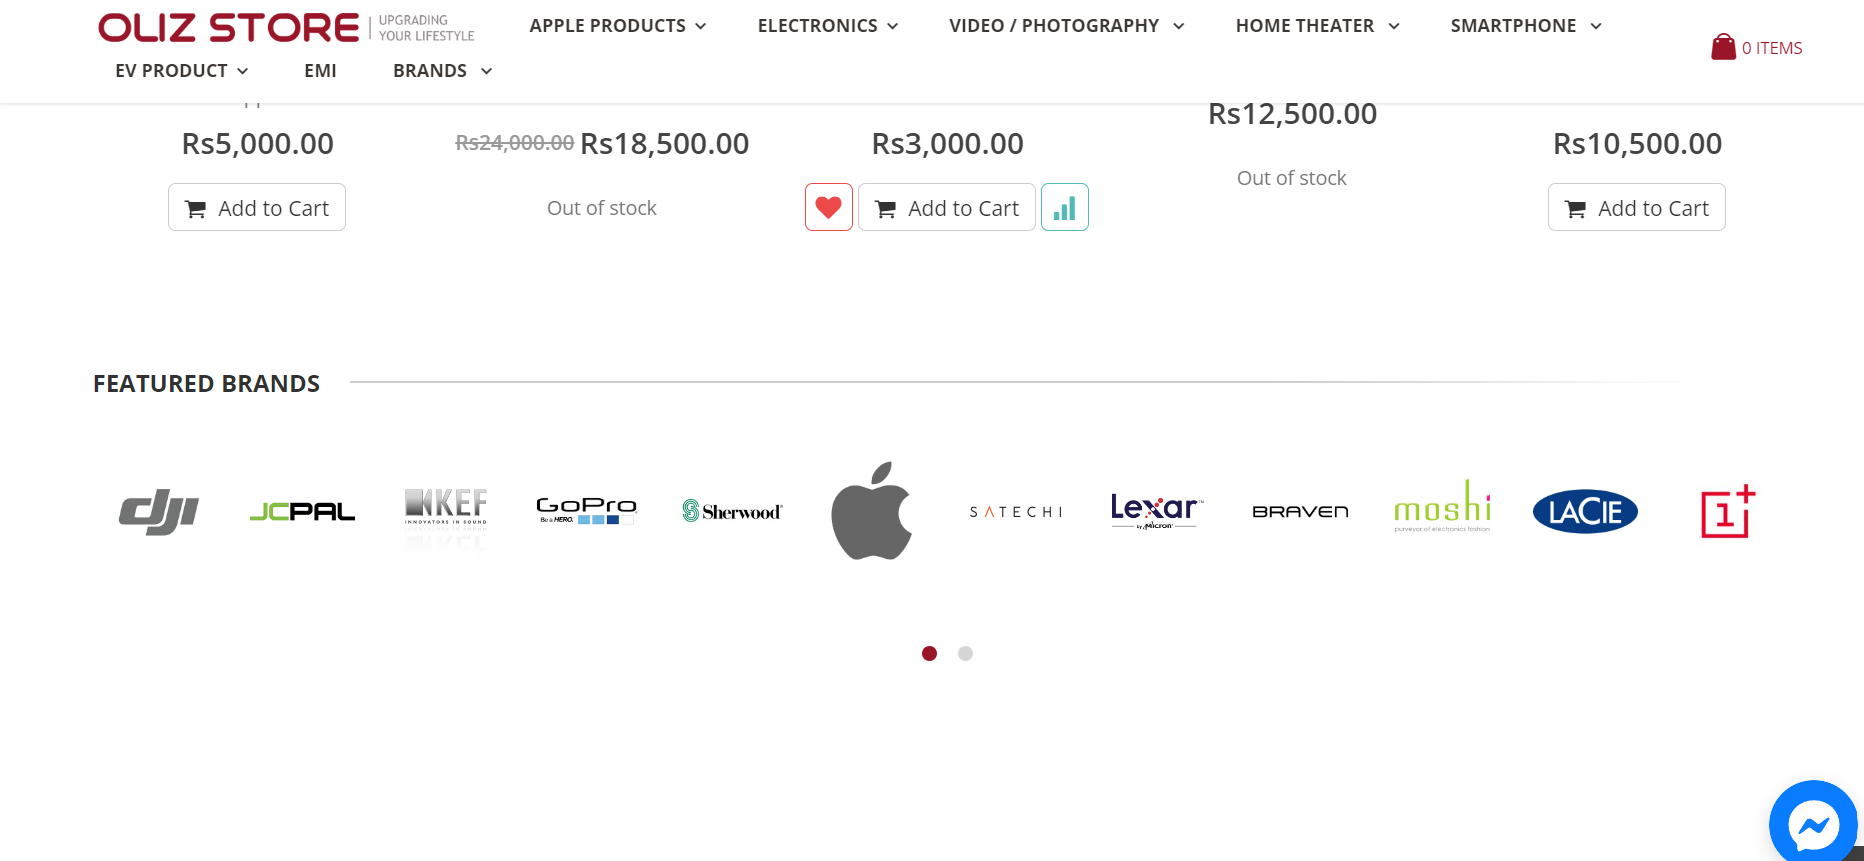 OLIZ STORE
UPGRADING
YOUR LIFESTYLE
APPLE PRODUCTS
ELECTRONICS
VIDEO / PHOTOGRAPHY
HOME THEATER
SMARTPHONE
0 ITEMS
EV PRODUCT
EMI
BRANDS
Rs5,000.00
Add to Cart
Rs24,000.00 Rs18,500.00
Out of stock
Rs3,000.00
Add to Cart
Rs12,500.00
Out of stock
Rs10,500.00
Add to Cart
FEATURED BRANDS
dji
JCPAL
KEF
INNOVATORS IN SOUND
GoPro
Be a HERO.
Sherwood
SATECHI
Lexar™
by Micron
BRAVEN
moshi
purveyor of electronics fashion
LACIE
1+